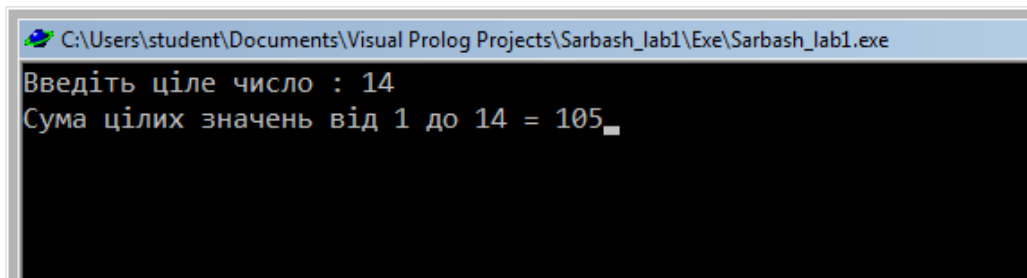 C:\Users\student\Documents\Visual Prolog Projects\Sarbash_lab1\Exe\Sarbash_lab1.exe
Введіть ціле число : 14
Сума цілих значень від 1 до 14 = 105